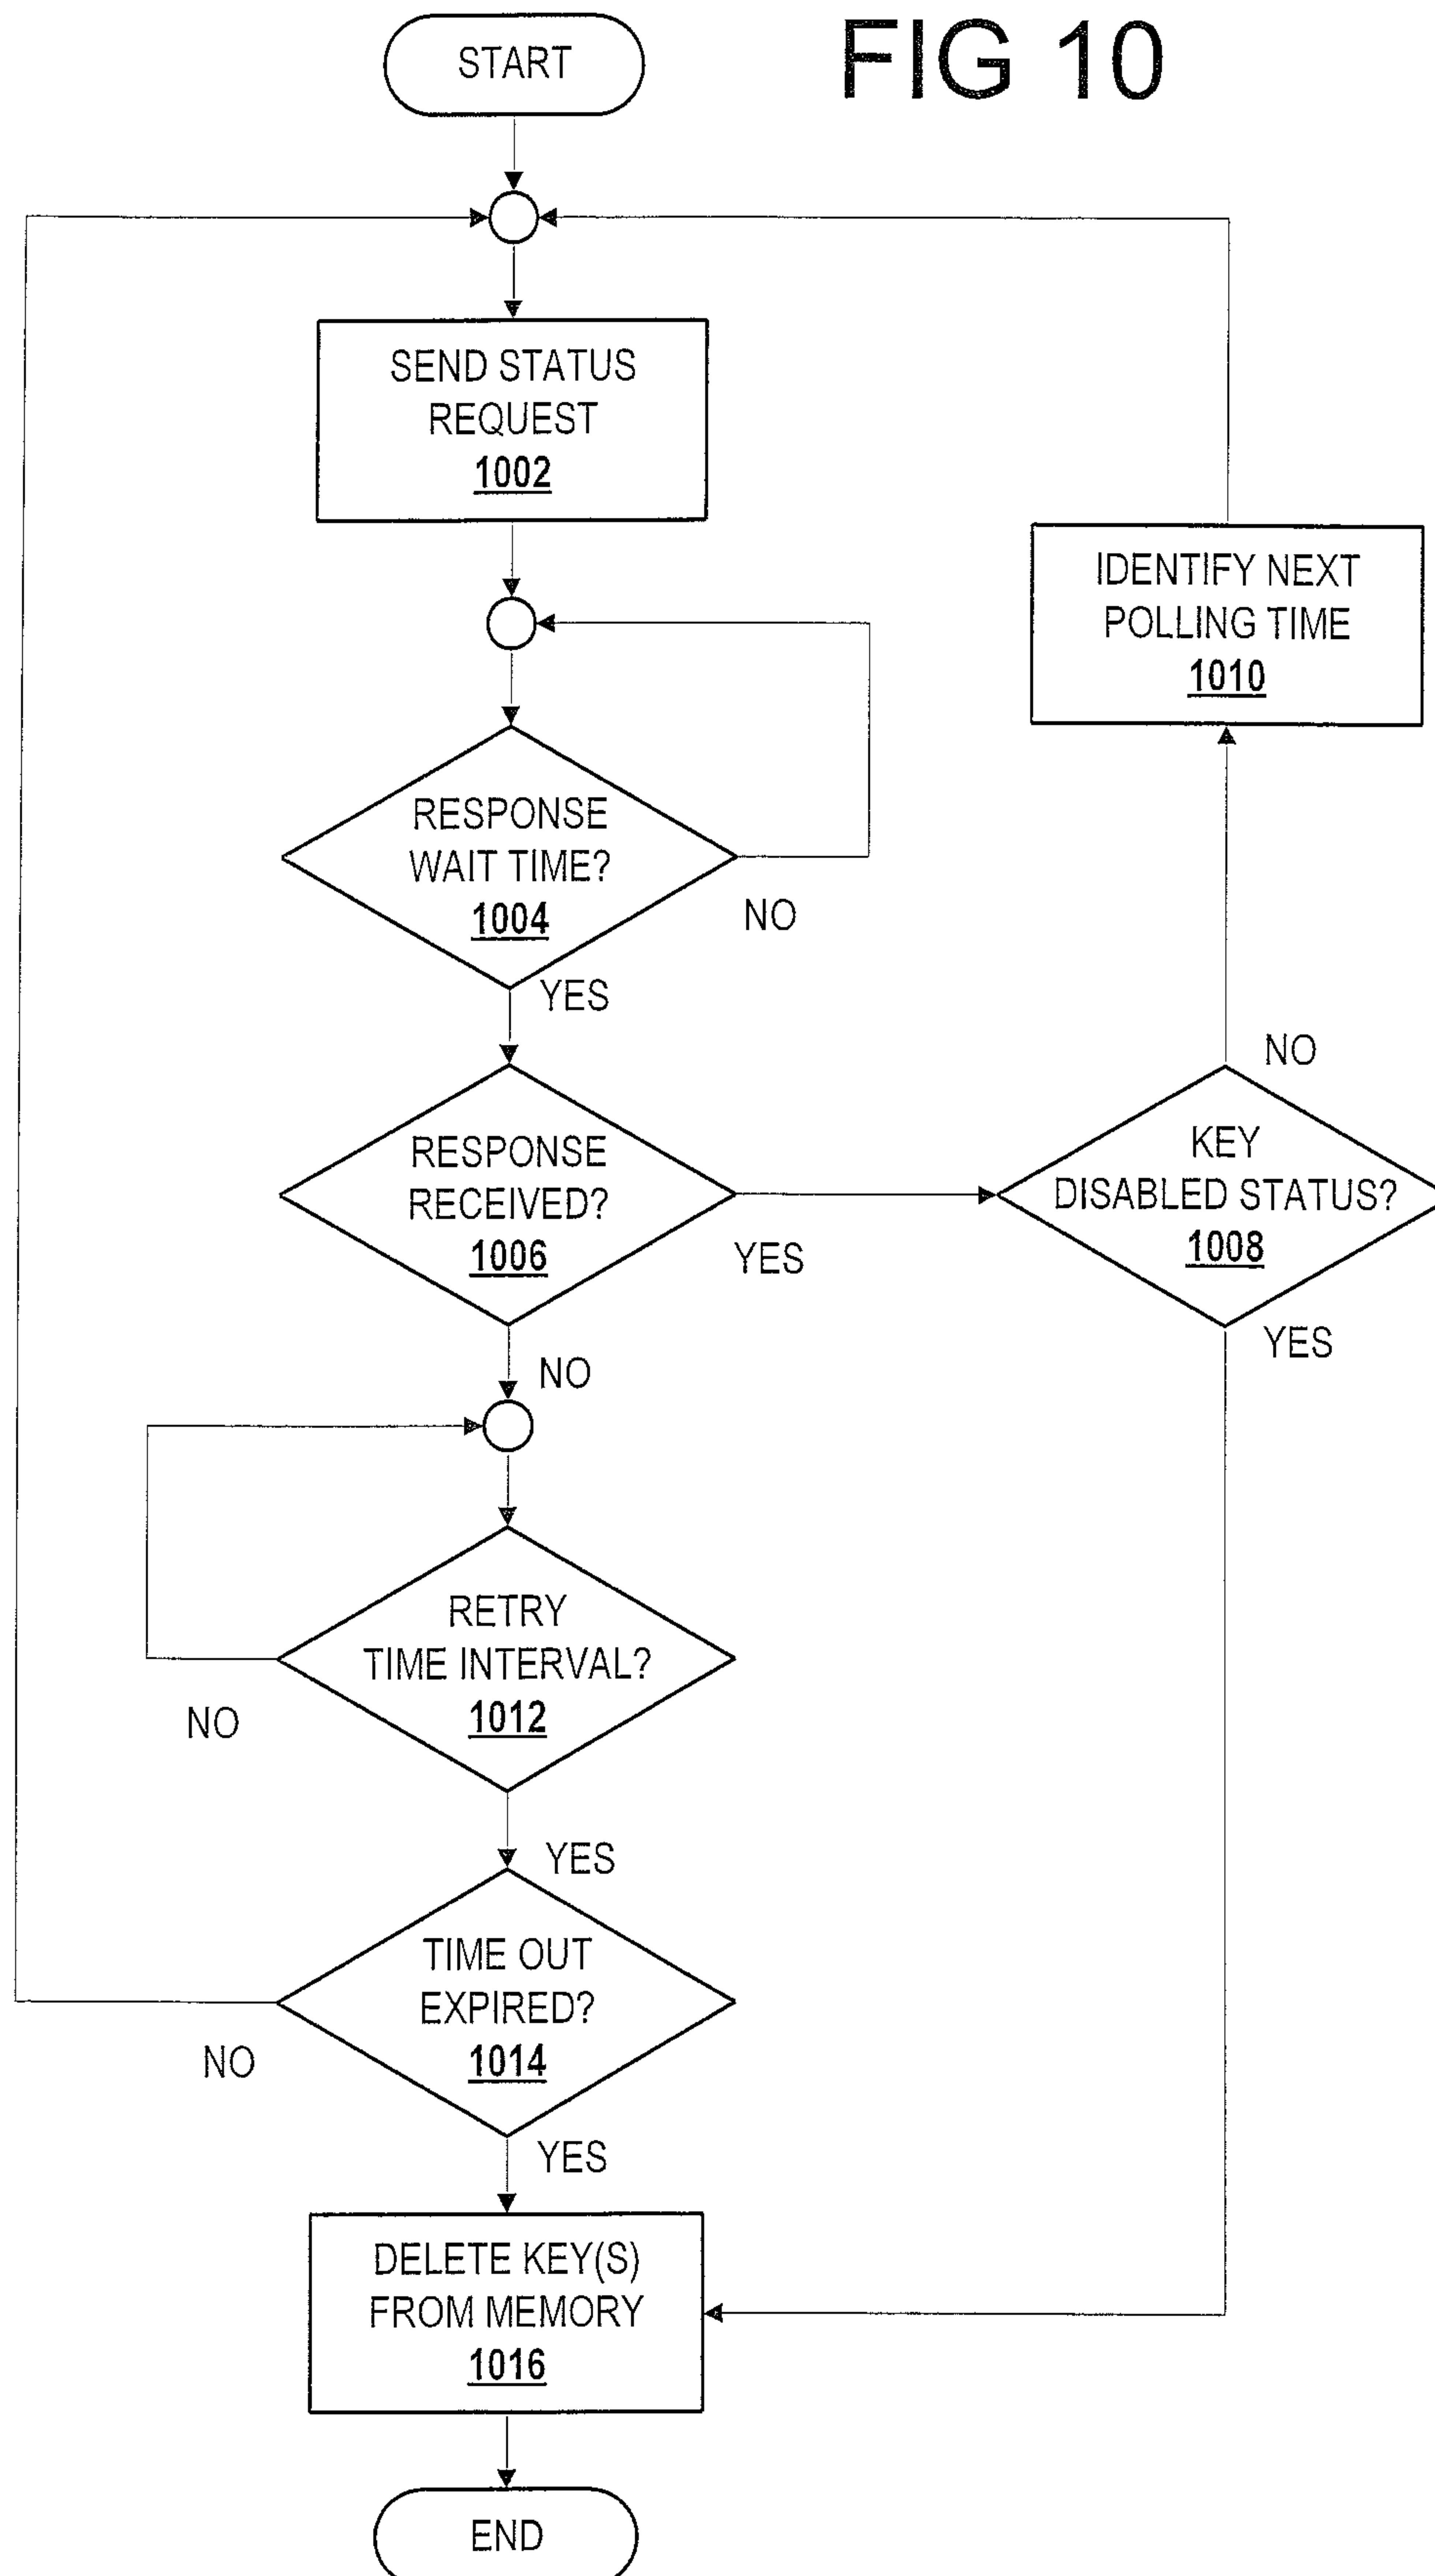 FIG 10
START
SEND STATUS
REQUEST
1002
IDENTIFY NEXT
POLLING TIME
1010
RESPONSE
WAIT TIME?
1004
NO
YES
NO
RESPONSE
RECEIVED?
1006
YES
KEY
DISABLED STATUS?
1008
YES
NO
RETRY
TIME INTERVAL?
1012
NO
YES
TIME OUT
EXPIRED?
1014
NO
YES
DELETE KEY(S)
FROM MEMORY
1016
END